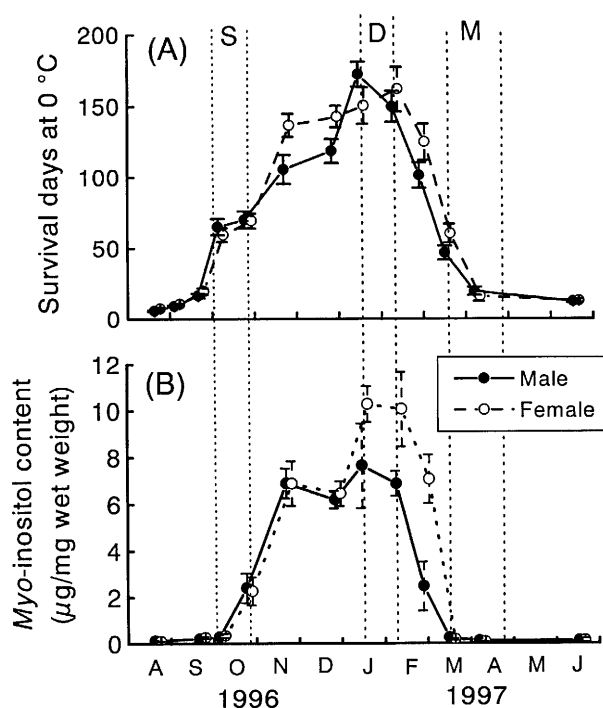 S D M
(A)
200
150
100
50
0
Survival days at 0 °C
(B)
12
10
8
6
4
2
0
Myo-inositol content
(µg/mg wet weight)
Male
Female
A S O N D J F M A M J
1996 1997